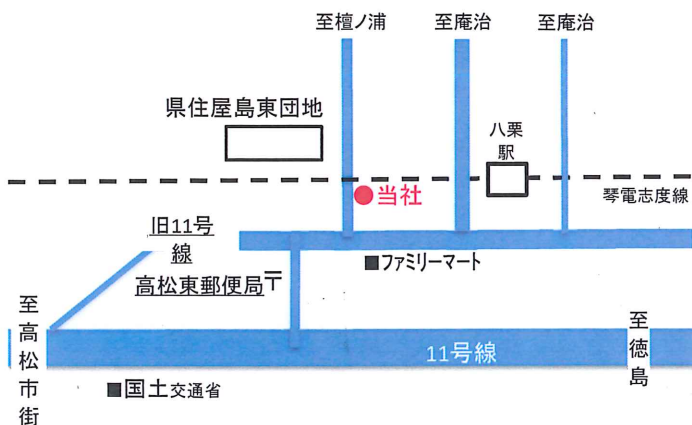 至檀ノ浦
至庵治
至庵治
県住屋島東団地
八栗
駅
当社
琴電志度線
旧11号
線
■ファミリーマート
高松東郵便局〒
至高松市街
11号線
至徳島
■国土交通省